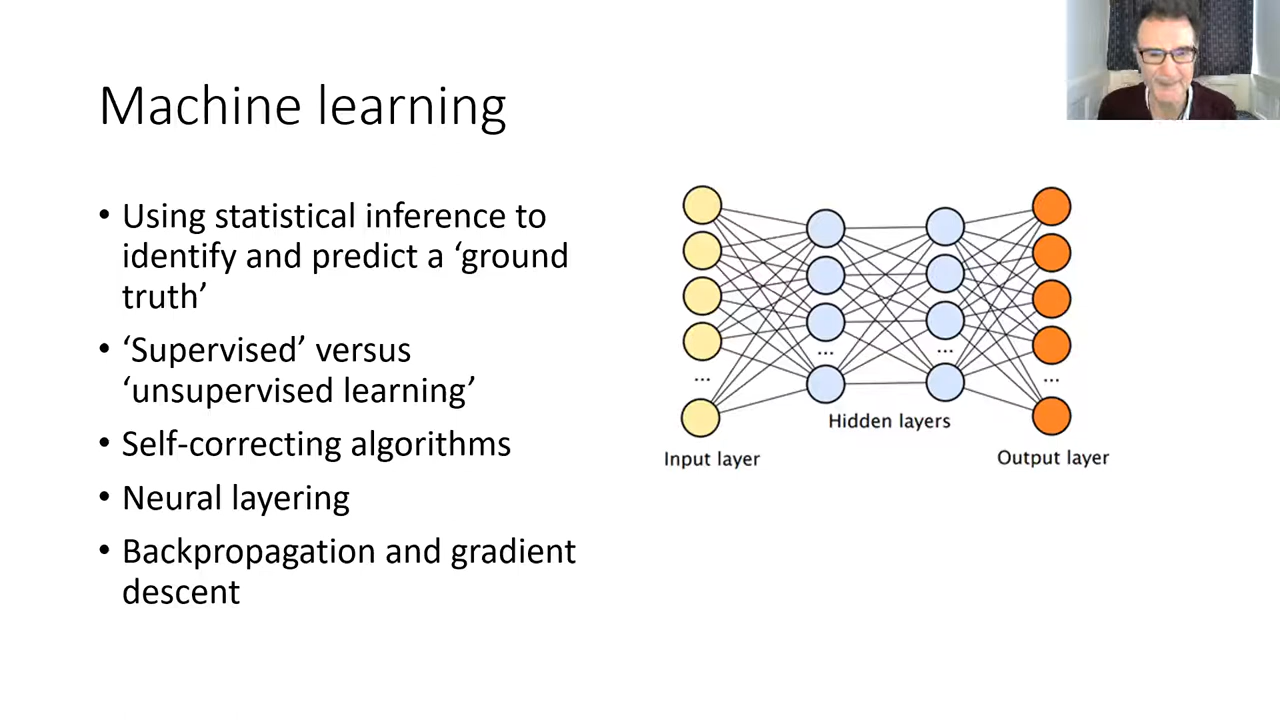 Machine learning
• Using statistical inference to
identify and predict a ‘ground
truth’
• ‘Supervised’ versus
‘unsupervised learning’
• Self-correcting algorithms
• Neural layering
• Backpropagation and gradient
descent
... ... ... ...
Hidden layers
Input layer
Output layer